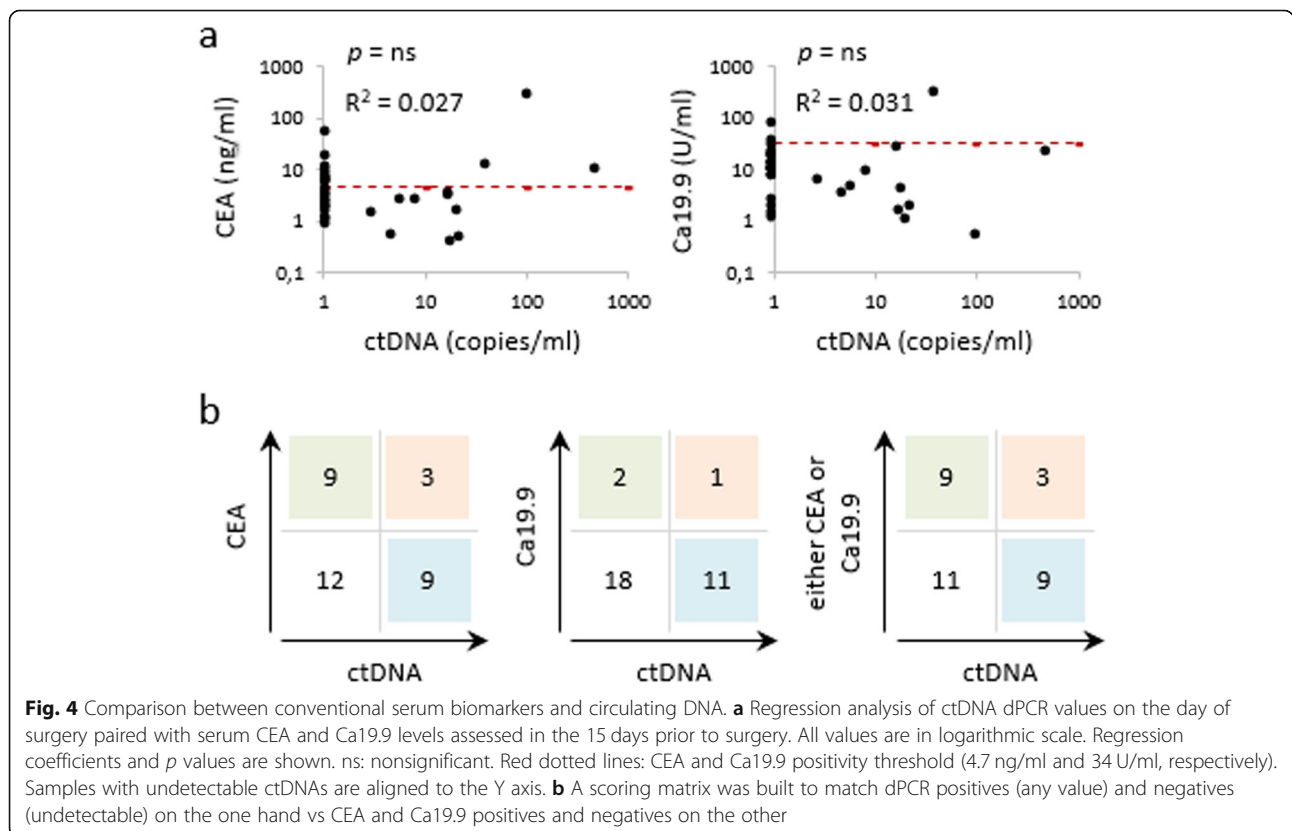 a
p = ns
R² = 0.027
CEA (ng/ml)
1000
100
10
1
0,1
1 10 100 1000
ctDNA (copies/ml)
p = ns
R² = 0.031
Ca19.9 (U/ml)
1000
100
10
1
0,1
1 10 100 1000
ctDNA (copies/ml)
b
CEA
9 3
12 9
ctDNA
Ca19.9
2 1
18 11
ctDNA
either CEA or
Ca19.9
9 3
11 9
ctDNA
Fig. 4 Comparison between conventional serum biomarkers and circulating DNA. a Regression analysis of ctDNA dPCR values on the day of
surgery paired with serum CEA and Ca19.9 levels assessed in the 15 days prior to surgery. All values are in logarithmic scale. Regression
coefficients and p values are shown. ns: nonsignificant. Red dotted lines: CEA and Ca19.9 positivity threshold (4.7 ng/ml and 34 U/ml, respectively).
Samples with undetectable ctDNAs are aligned to the Y axis. b A scoring matrix was built to match dPCR positives (any value) and negatives
(undetectable) on the one hand vs CEA and Ca19.9 positives and negatives on the other